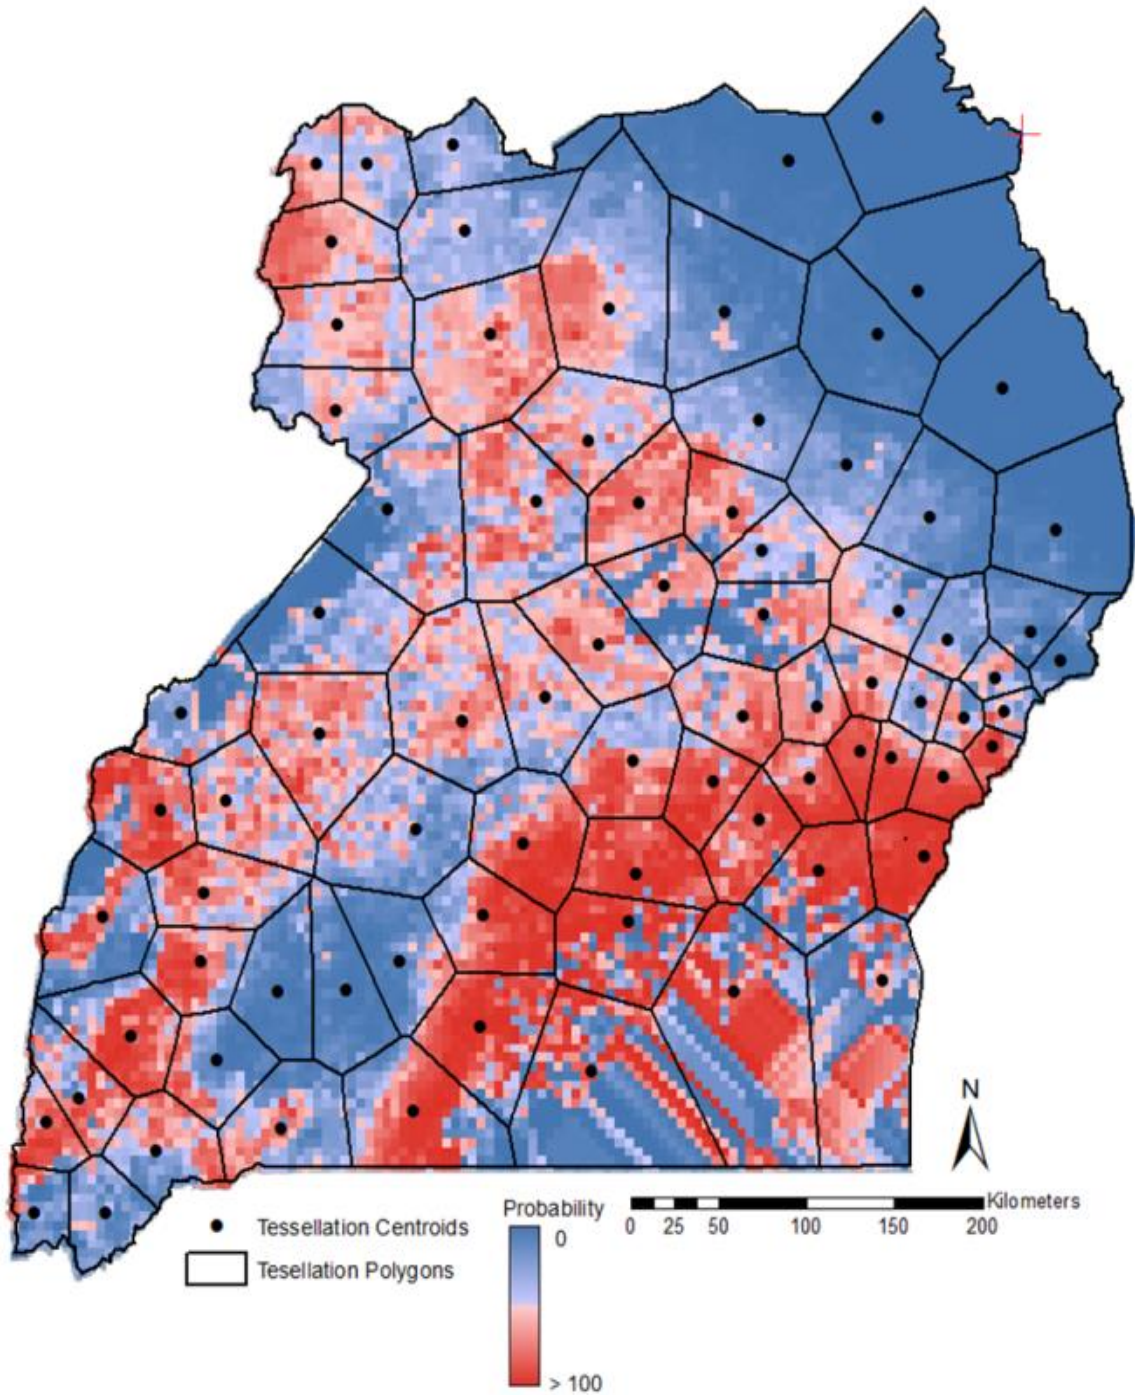 N
Kilometers
0 25 50 100 150 200
Tessellation Centroids
Tesellation Polygons
Probability
0
> 100